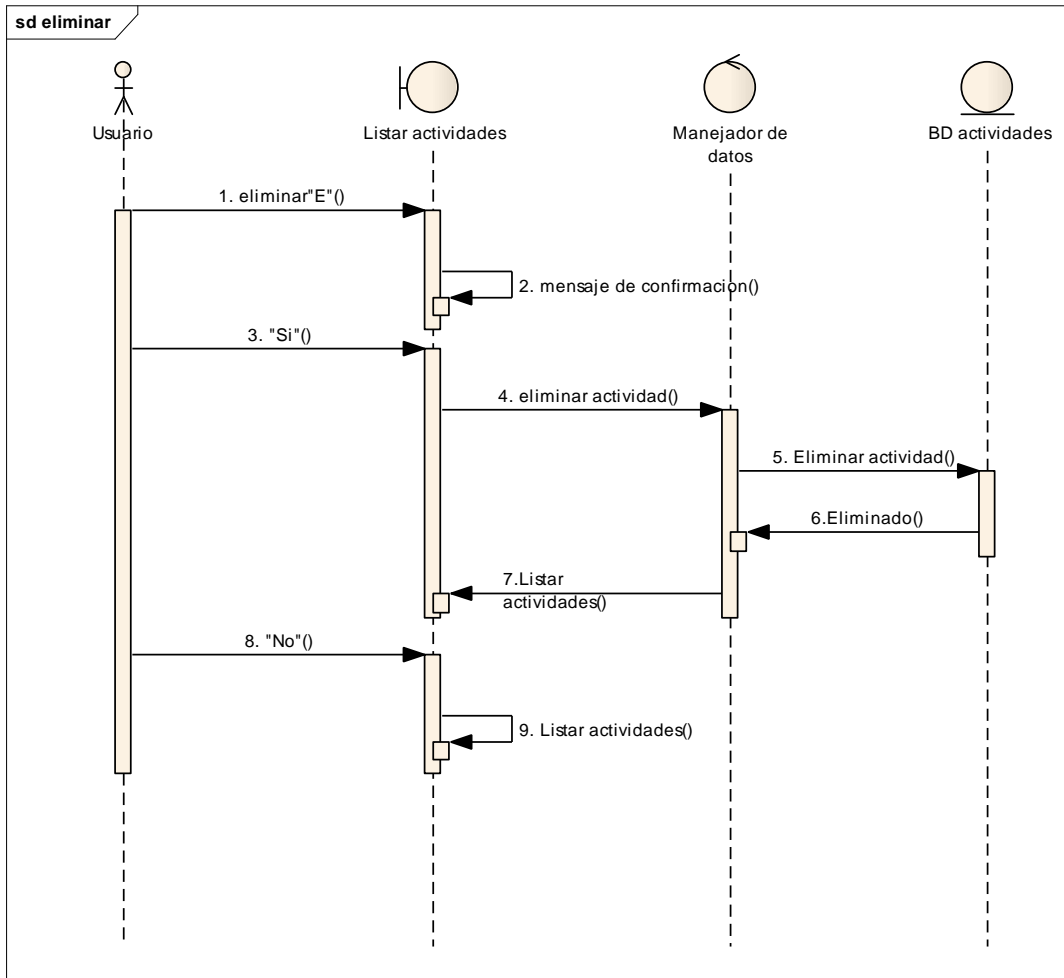 sd eliminar
Usuario
Listar actividades
Manejador de
datos
BD actividades
1. eliminar"E"()
2. mensaje de confirmacion()
3. "Si"()
4. eliminar actividad()
5. Eliminar actividad()
6.Eliminado()
7.Listar
actividades()
8. "No"()
9. Listar actividades()